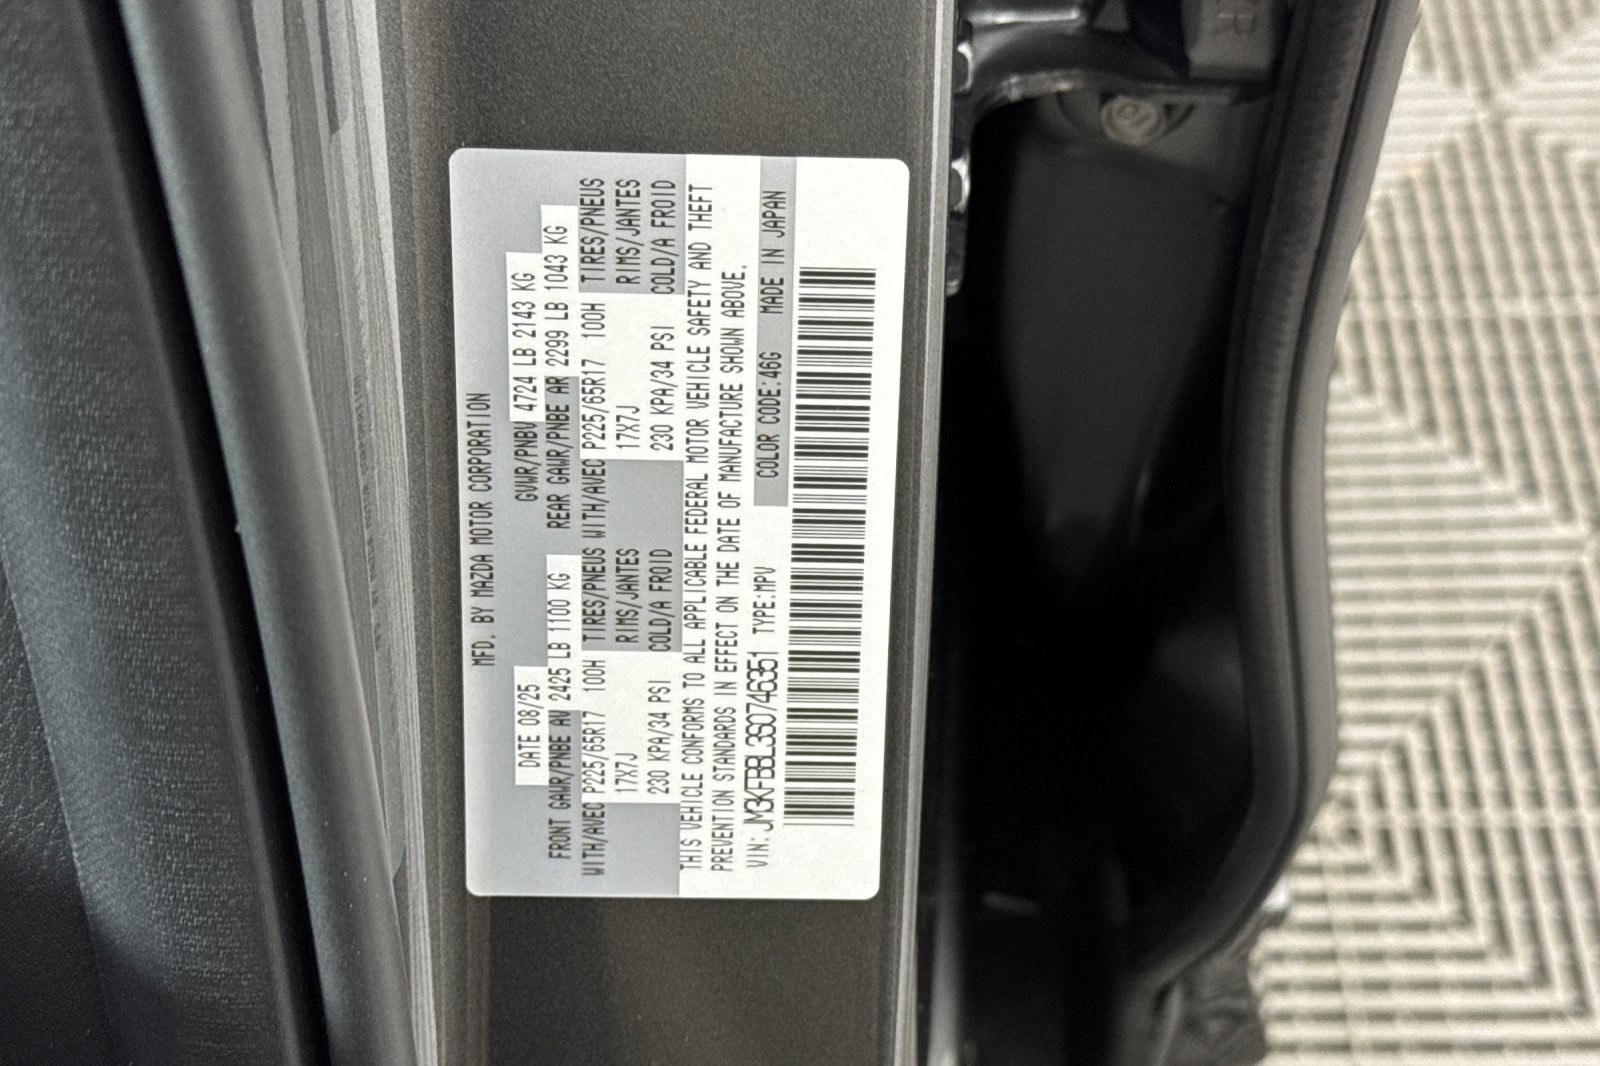 MFD. BY MAZDA MOTOR CORPORATION
DATE 08/25 GVWR/PNBV 4724 LB 2143 KG
FRONT GAWR/PNBE AV 2425 LB 1100 KG REAR GAWR/PNBE AR 2299 LB 1043 KG
WITH/AVEC P225/65R17 100H TIRES/PNEUS WITH/AVEC P225/65R17 100H TIRES/PNEUS
17X7J RIMS/JANTES 17X7J RIMS/JANTES
230 KPA/34 PSI COLD/A FROID 230 KPA/34 PSI COLD/A FROID
THIS VEHICLE CONFORMS TO ALL APPLICABLE FEDERAL MOTOR VEHICLE SAFETY AND THEFT
PREVENTION STANDARDS IN EFFECT ON THE DATE OF MANUFACTURE SHOWN ABOVE.
VIN: JM3KFBBL3S0746351 TYPE:MPV COLOR CODE:46G MADE IN JAPAN